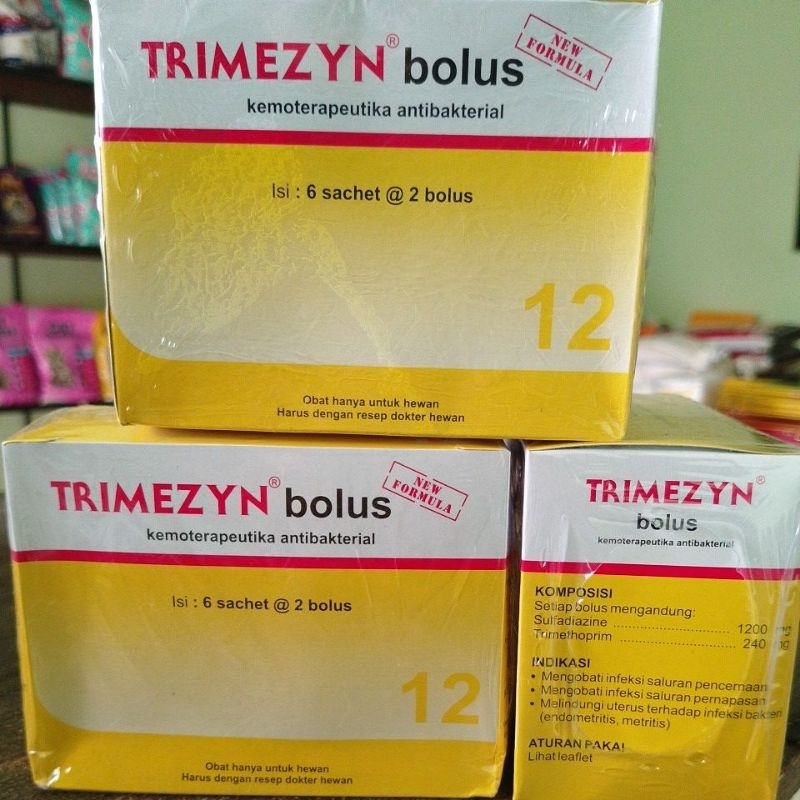 TRIMEZYN® bolus
NEW
FORMULA
kemoterapeutika antibakterial
Isi : 6 sachet @ 2 bolus
12
Obat hanya untuk hewan
Harus dengan resep dokter hewan
TRIMEZYN® bolus
NEW
FORMULA
kemoterapeutika antibakterial
Isi : 6 sachet @ 2 bolus
12
Obat hanya untuk hewan
Harus dengan resep dokter hewan
TRIMEZYN®
bolus
kemoterapeutika antibakterial
KOMPOSISI
Setiap bolus mengandung:
Sulfadiazine ........................ 1200 mg
Trimethoprim ........................ 240 mg
INDIKASI
• Mengobati infeksi saluran pencernaan
• Mengobati infeksi saluran pernapasan
• Melindungi uterus terhadap infeksi bakteri
(endometritis, metritis)
ATURAN PAKAI
Lihat leaflet